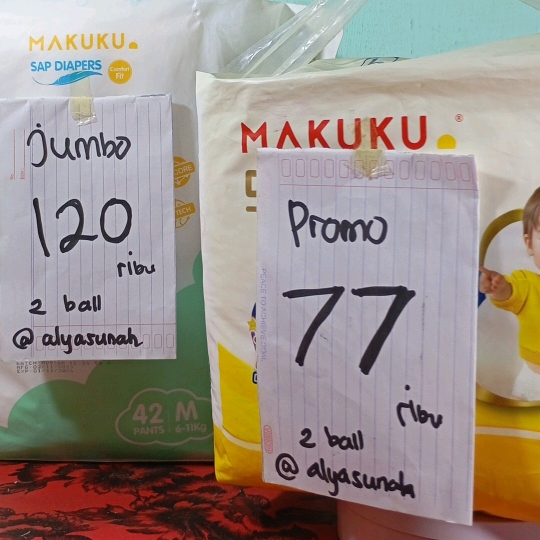 MAKUKU.
SAP DIAPERS
Comfort
Fit
jumbo
120
ribu
2 ball
@alyasunah
42 M
PANTS 6-11Kg
MAKUKU.®
Promo
77
ribu
2 ball
@alyasunah